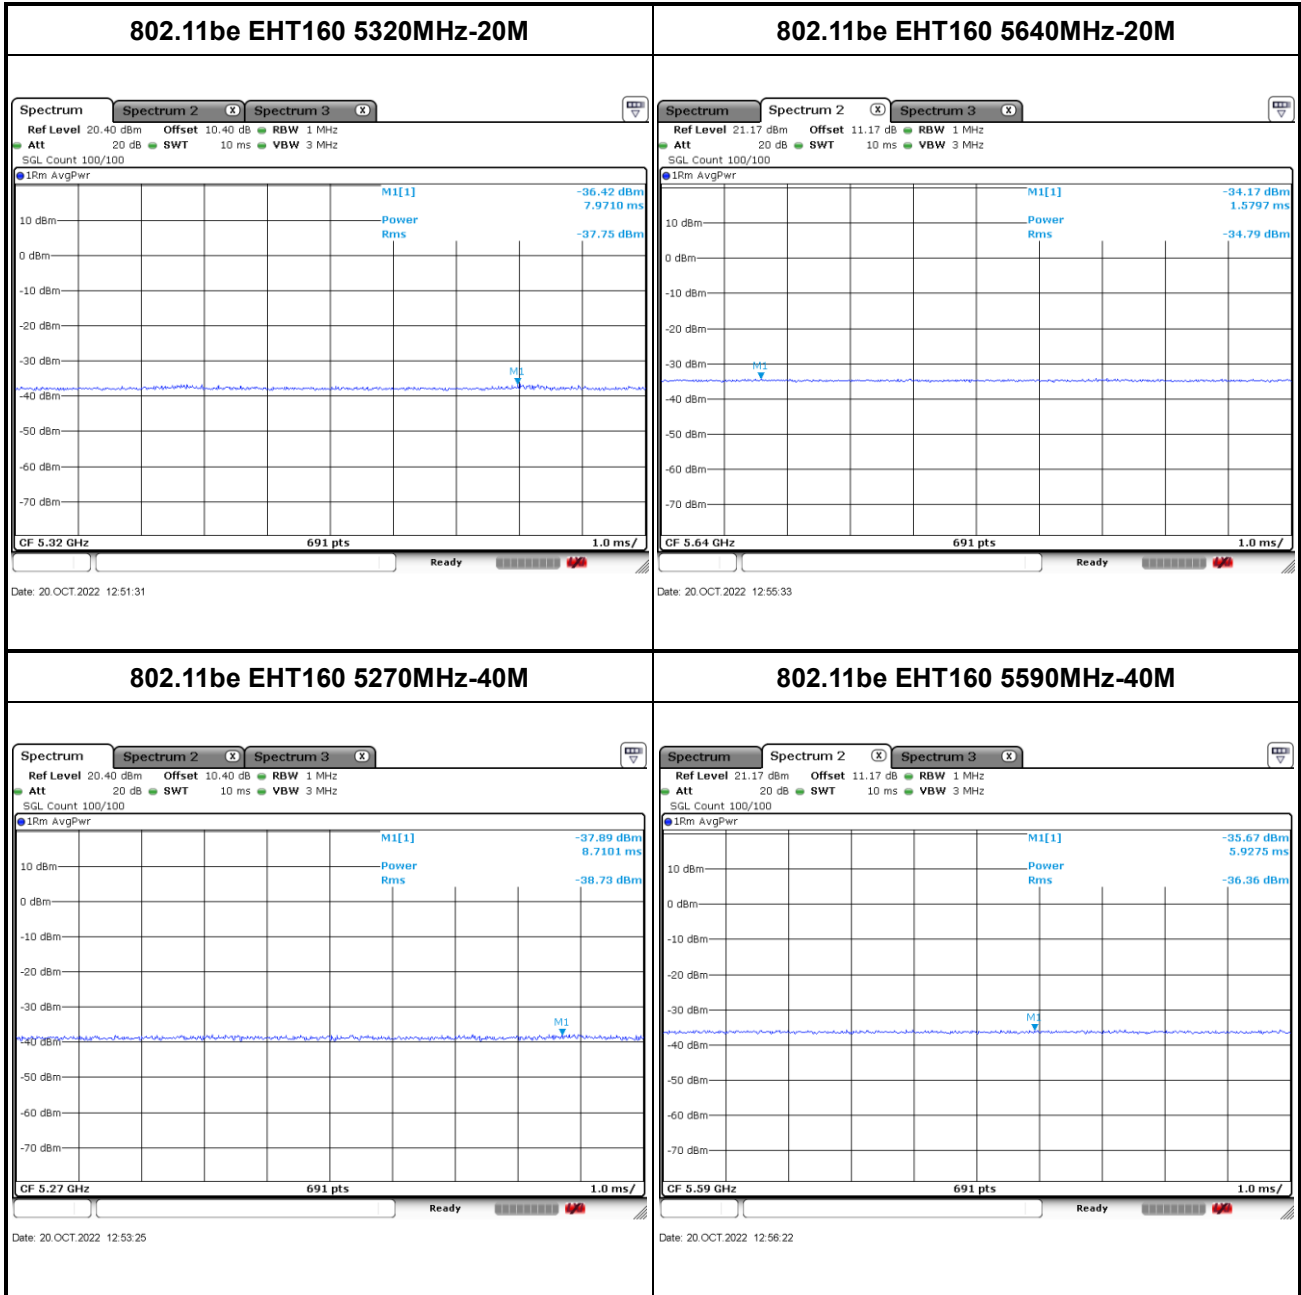 802.11be EHT160 5320MHz-20M
Spectrum Spectrum 2 X Spectrum 3 X
Ref Level 20.40 dBm Offset 10.40 dB RBW 1 MHz
Att 20 dB SWT 10 ms VBW 3 MHz
SGL Count 100/100
1Rm AvgPwr
M1[1] -36.42 dBm
7.9710 ms
10 dBm Power
Rms -37.75 dBm
0 dBm
-10 dBm
-20 dBm
-30 dBm
M1
-40 dBm
-50 dBm
-60 dBm
-70 dBm
CF 5.32 GHz 691 pts 1.0 ms/
Ready
Date: 20.OCT.2022 12:51:31
802.11be EHT160 5640MHz-20M
Spectrum Spectrum 2 X Spectrum 3 X
Ref Level 21.17 dBm Offset 11.17 dB RBW 1 MHz
Att 20 dB SWT 10 ms VBW 3 MHz
SGL Count 100/100
1Rm AvgPwr
M1[1] -34.17 dBm
1.5797 ms
10 dBm Power
Rms -34.79 dBm
0 dBm
-10 dBm
-20 dBm
-30 dBm
M1
-40 dBm
-50 dBm
-60 dBm
-70 dBm
CF 5.64 GHz 691 pts 1.0 ms/
Ready
Date: 20.OCT.2022 12:55:33
802.11be EHT160 5270MHz-40M
Spectrum Spectrum 2 X Spectrum 3 X
Ref Level 20.40 dBm Offset 10.40 dB RBW 1 MHz
Att 20 dB SWT 10 ms VBW 3 MHz
SGL Count 100/100
1Rm AvgPwr
M1[1] -37.89 dBm
8.7101 ms
10 dBm Power
Rms -38.73 dBm
0 dBm
-10 dBm
-20 dBm
-30 dBm
M1
-40 dBm
-50 dBm
-60 dBm
-70 dBm
CF 5.27 GHz 691 pts 1.0 ms/
Ready
Date: 20.OCT.2022 12:53:25
802.11be EHT160 5590MHz-40M
Spectrum Spectrum 2 X Spectrum 3 X
Ref Level 21.17 dBm Offset 11.17 dB RBW 1 MHz
Att 20 dB SWT 10 ms VBW 3 MHz
SGL Count 100/100
1Rm AvgPwr
M1[1] -35.67 dBm
5.9275 ms
10 dBm Power
Rms -36.36 dBm
0 dBm
-10 dBm
-20 dBm
-30 dBm
M1
-40 dBm
-50 dBm
-60 dBm
-70 dBm
CF 5.59 GHz 691 pts 1.0 ms/
Ready
Date: 20.OCT.2022 12:56:22